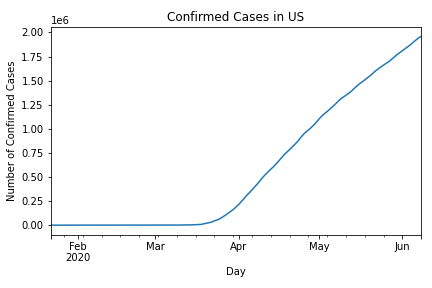 Confirmed Cases in US
1e6
2.00
1.75
1.50
1.25
1.00
0.75
0.50
0.25
0.00
Number of Confirmed Cases
Feb Mar Apr May Jun
2020
Day